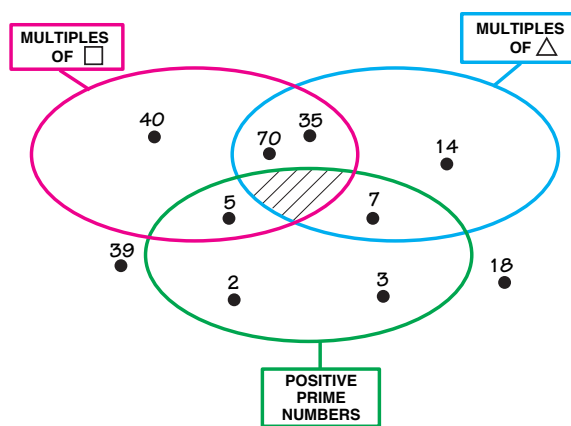 MULTIPLES
OF □
MULTIPLES
OF △
40
35
70
14
5
7
39
2
3
18
POSITIVE
PRIME
NUMBERS